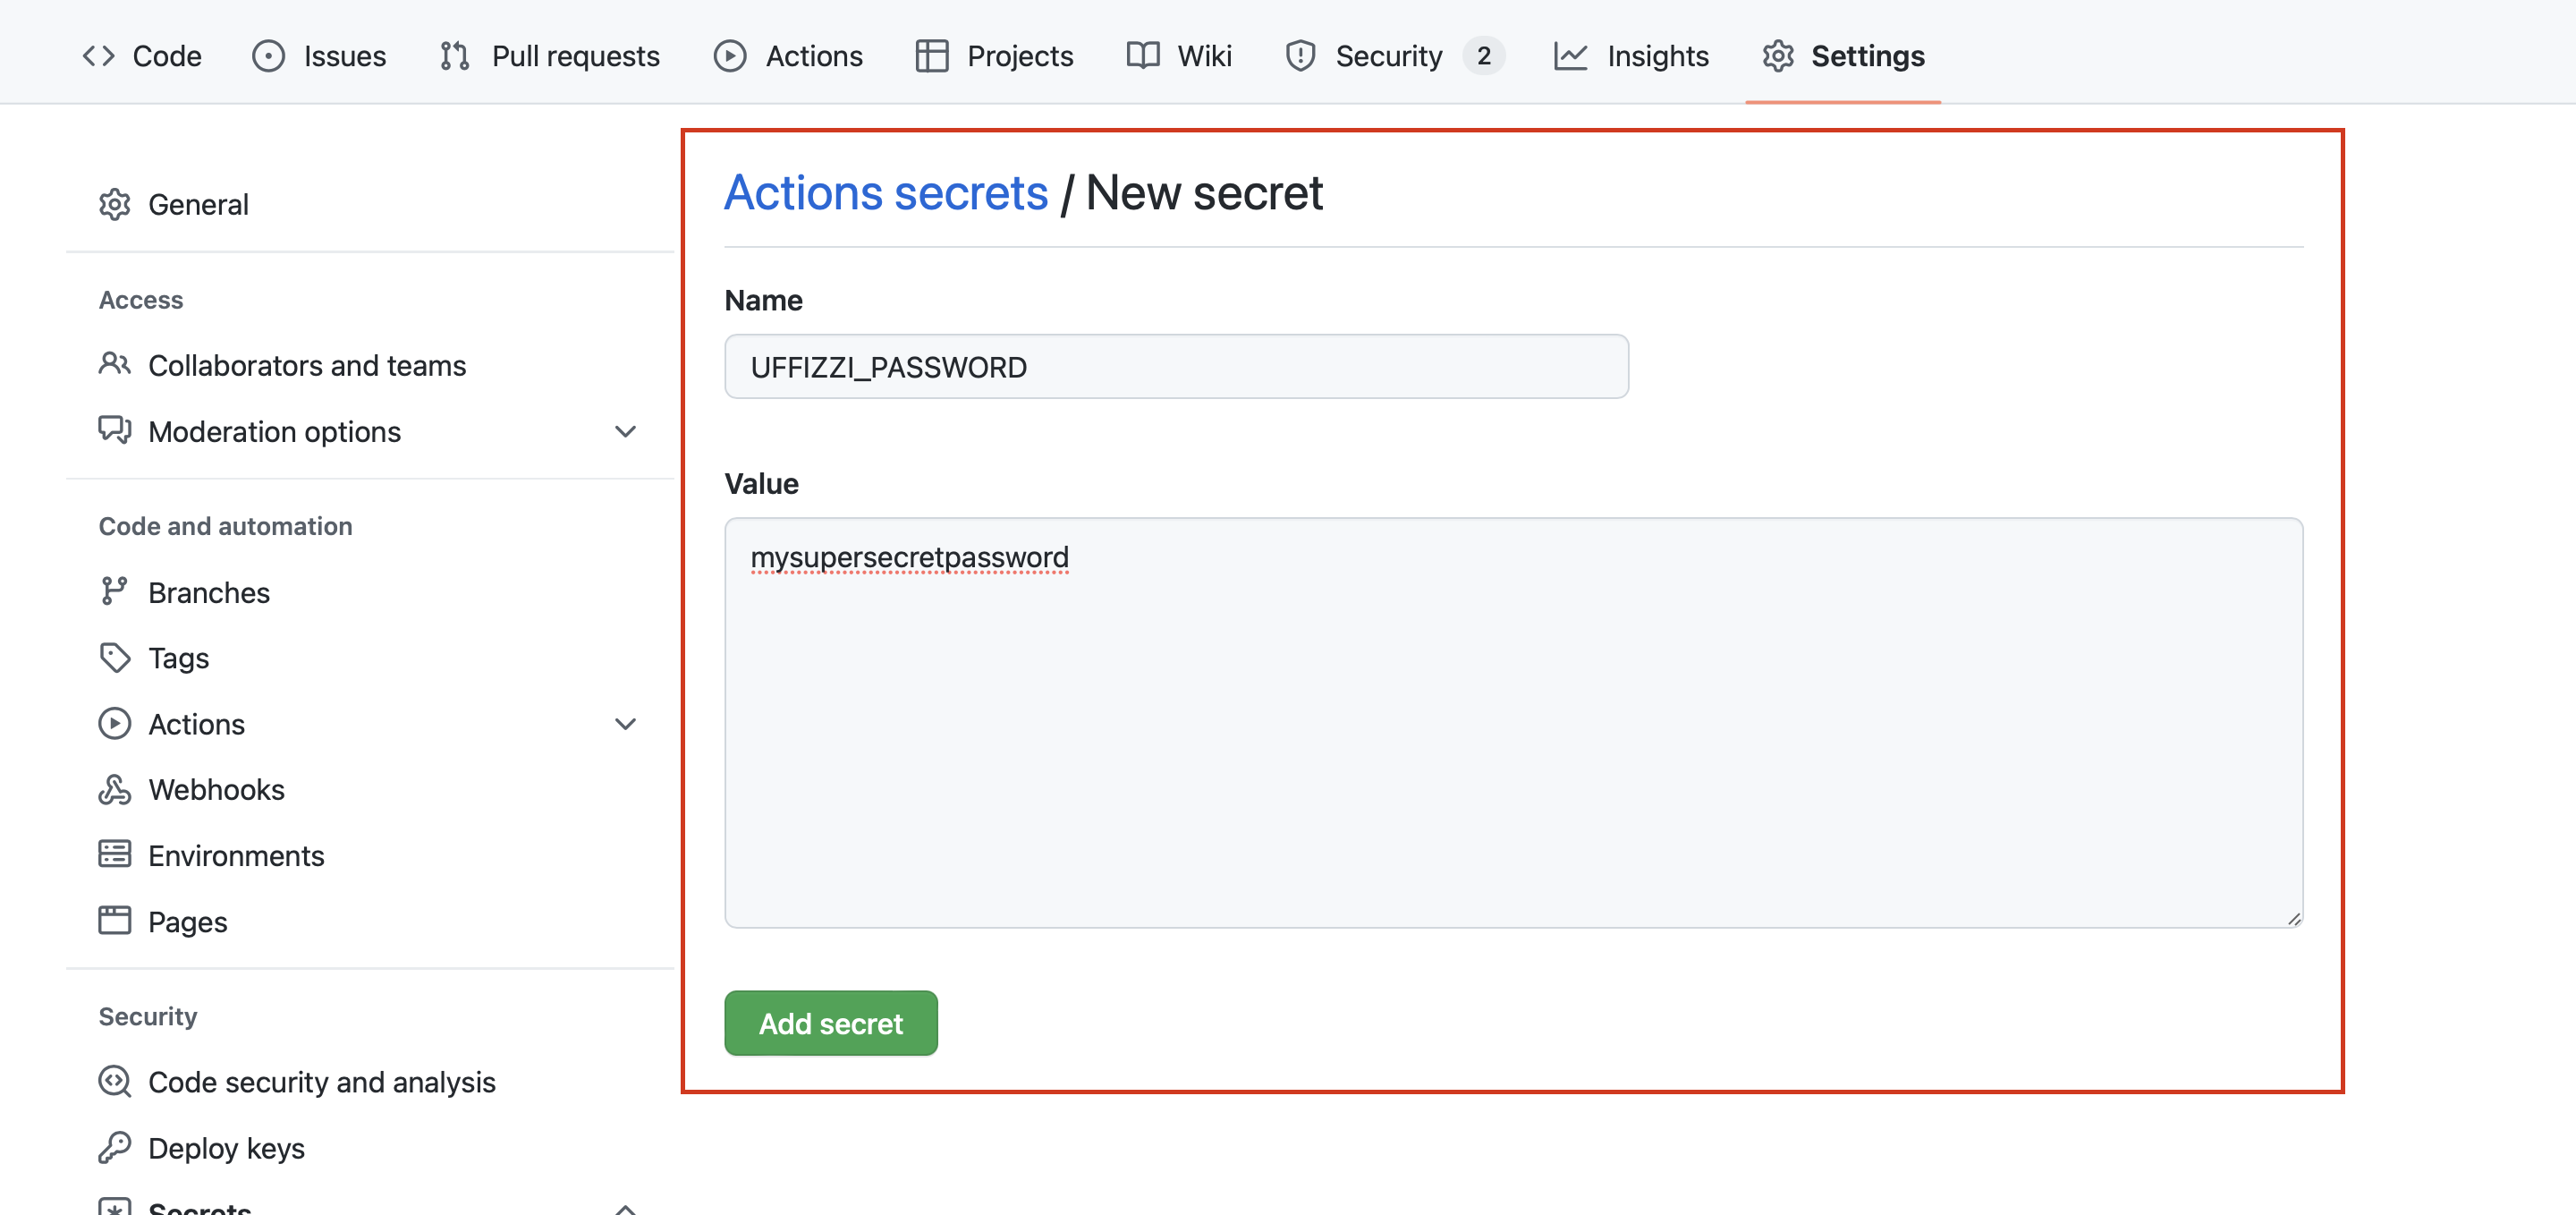 Code Issues Pull requests Actions Projects Wiki Security 2 Insights Settings
General
Access
Collaborators and teams
Moderation options
Code and automation
Branches
Tags
Actions
Webhooks
Environments
Pages
Security
Code security and analysis
Deploy keys
Secrets
Actions secrets / New secret
Name
UFFIZZI_PASSWORD
Value
mysupersecretpassword
Add secret